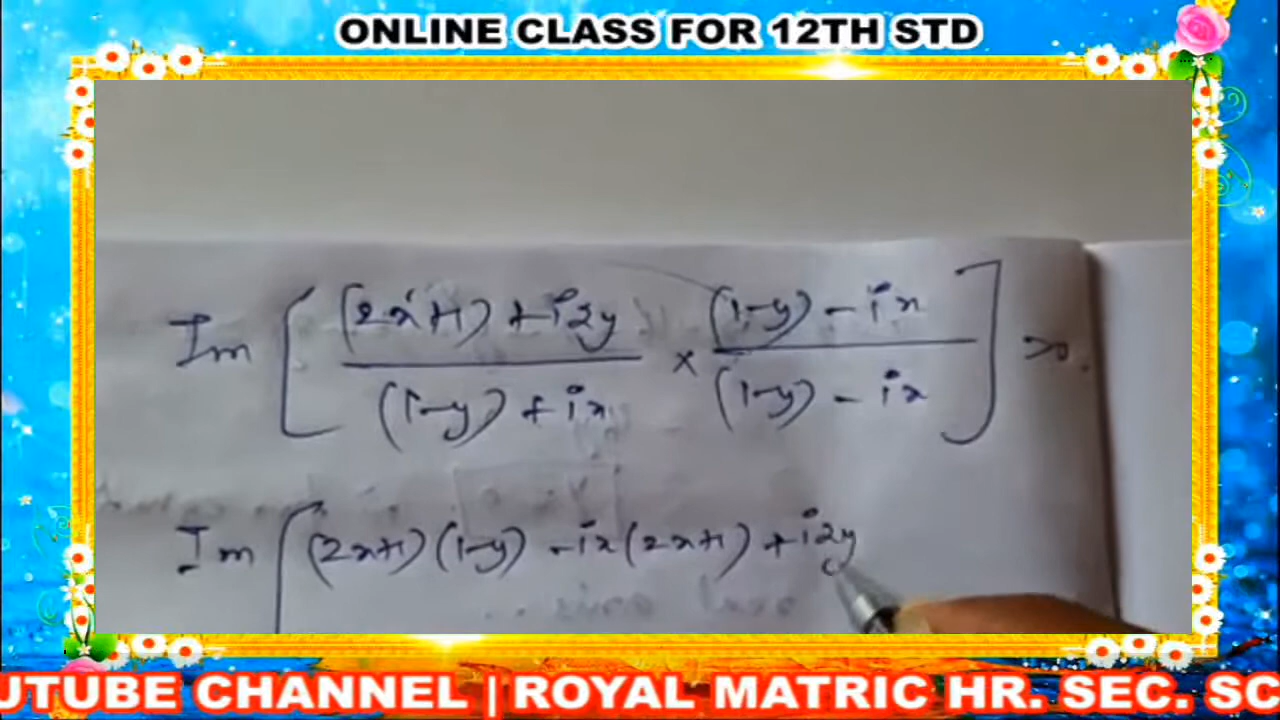 ONLINE CLASS FOR 12TH STD
Im [ (2x+1) + i2y / (1-y) + ix × (1-y) - ix / (1-y) - ix ] >0.
Im [ (2x+1) (1-y) - ix (2x+1) + i2y
UTUBE CHANNEL | ROYAL MATRIC HR. SEC. SC